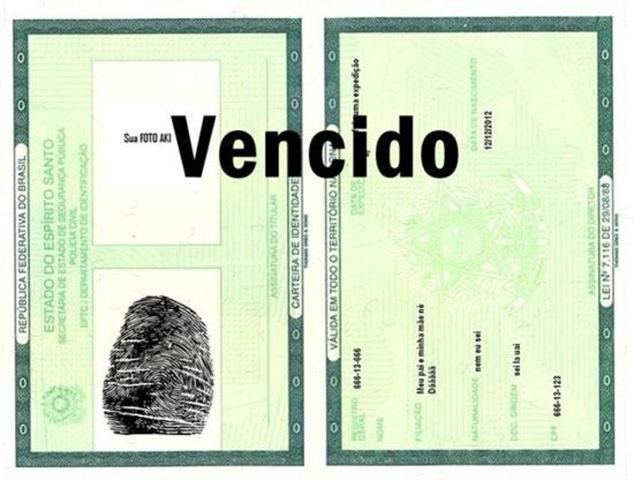 Vencido
REPÚBLICA FEDERATIVA DO BRASIL
ESTADO DO ESPÍRITO SANTO
SECRETARIA DE ESTADO DE SEGURANÇA PÚBLICA
POLÍCIA CIVIL
SPTC / DEPARTAMENTO DE IDENTIFICAÇÃO
Sua FOTO AKI
ASSINATURA DO TITULAR
CARTEIRA DE IDENTIDADE
VÁLIDA EM TODO O TERRITÓRIO
REGISTRO
GERAL
666-13-666
DATA DE
uma expedição
NOME
FILIAÇÃO
Meu pai e minha mãe né
NATURALIDADE
nem eu sei
DATA DE NASCIMENTO
12/12/2012
DOC. ORIGEM
sei la uai
CPF
666-13-123
ASSINATURA DO DIRETOR
LEI Nº 7.116 DE 29/08/83